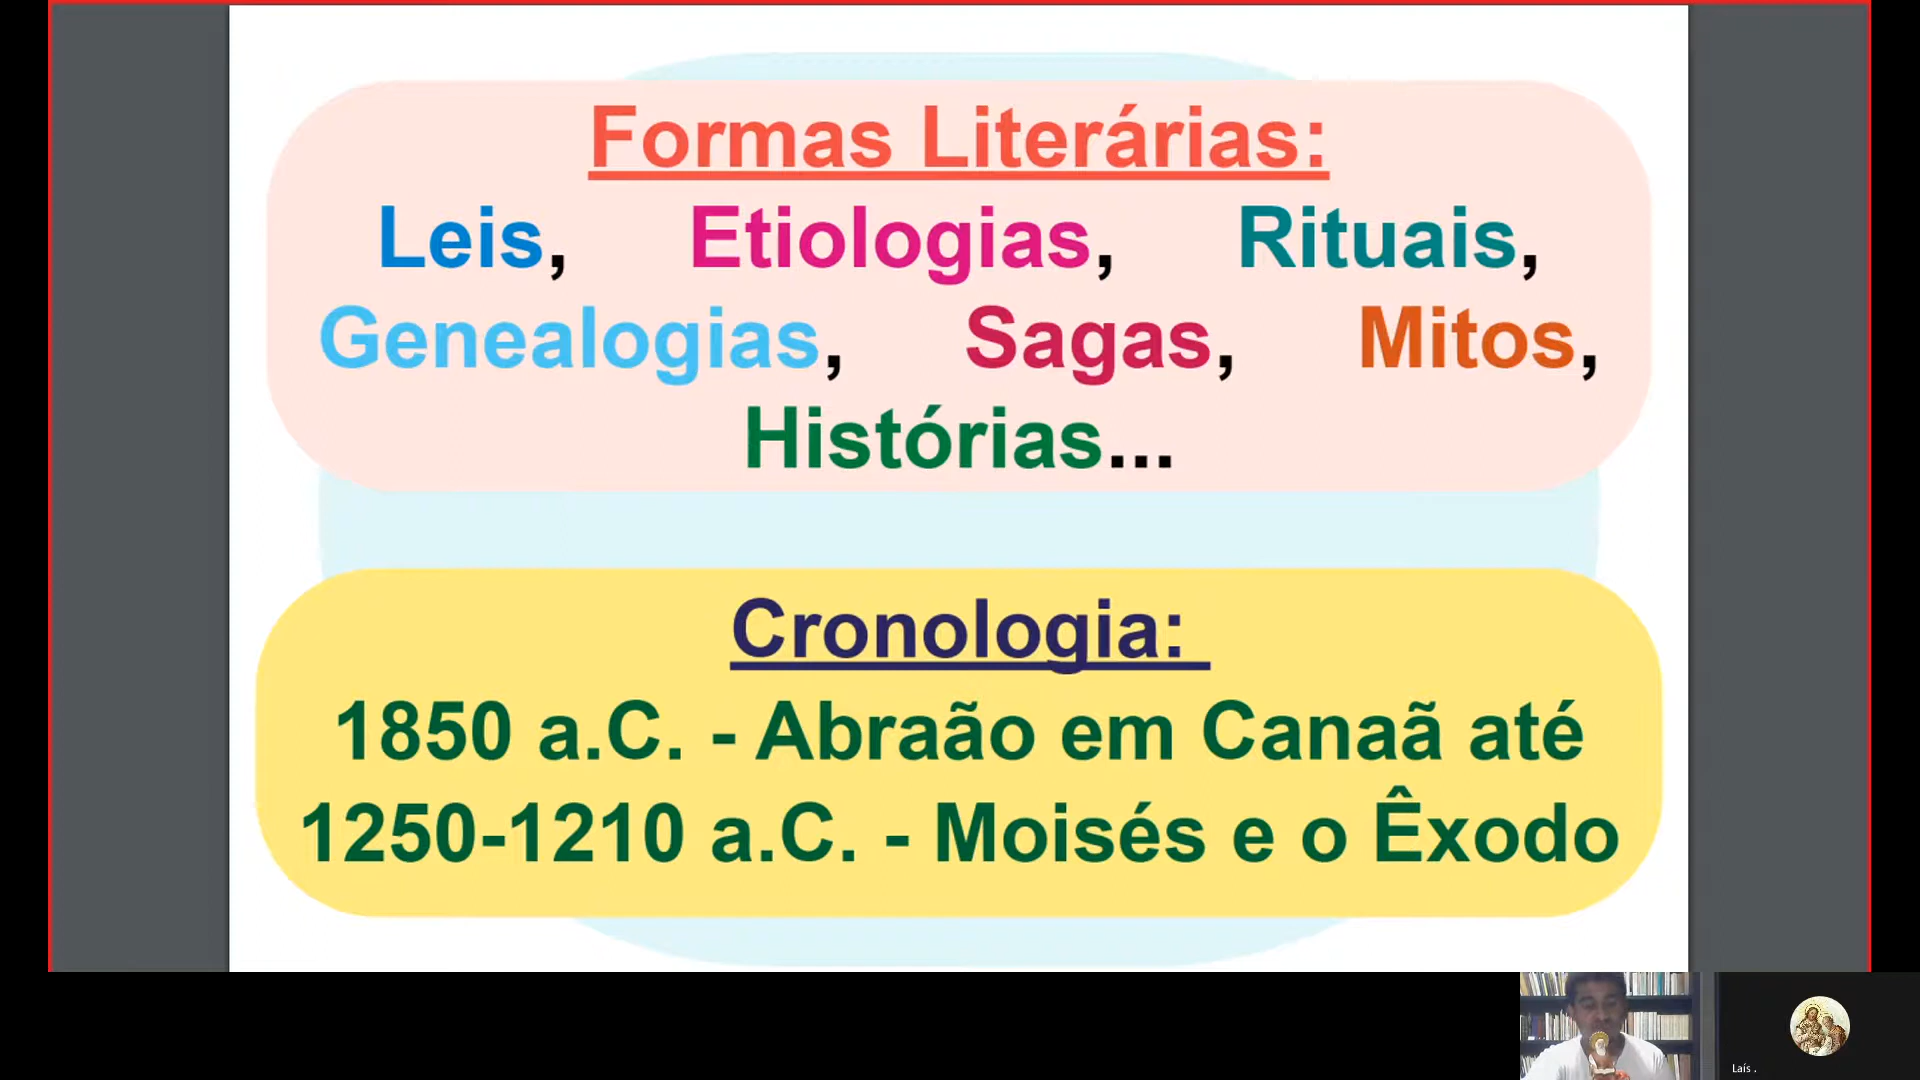 Formas Literárias:
Leis, Etiologias, Rituais,
Genealogias, Sagas, Mitos,
Histórias...
Cronologia:
1850 a.C. - Abraão em Canaã até
1250-1210 a.C. - Moisés e o Êxodo
Laís .